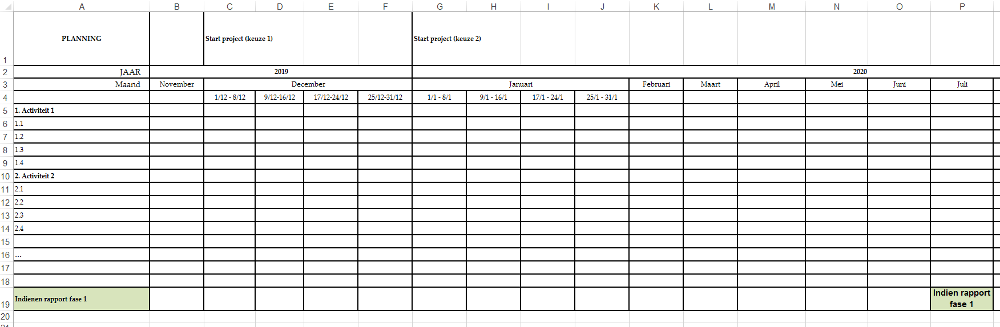 A B C D E F G H I J K L M N O P
1 PLANNING Start project (keuze 1) Start project (keuze 2)
2 JAAR 2019 2020
3 Maand November December Januari Februari Maart April Mei Juni Juli
4 1/12 - 8/12 9/12-16/12 17/12-24/12 25/12-31/12 1/1 - 8/1 9/1 - 16/1 17/1 - 24/1 25/1 - 31/1
5 1. Activiteit 1
6 1.1
7 1.2
8 1.3
9 1.4
10 2. Activiteit 2
11 2.1
12 2.2
13 2.3
14 2.4
15
16 ...
17
18
19 Indienen rapport fase 1 Indien rapport
fase 1
20